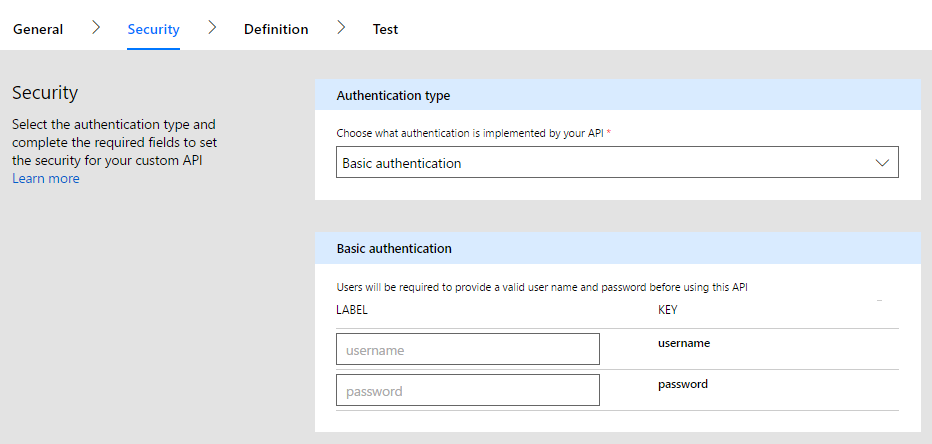 General Security Definition Test
Security
Select the authentication type and
complete the required fields to set
the security for your custom API
Learn more
Authentication type
Choose what authentication is implemented by your API *
Basic authentication
Basic authentication
Users will be required to provide a valid user name and password before using this API
LABEL KEY
username username
password password